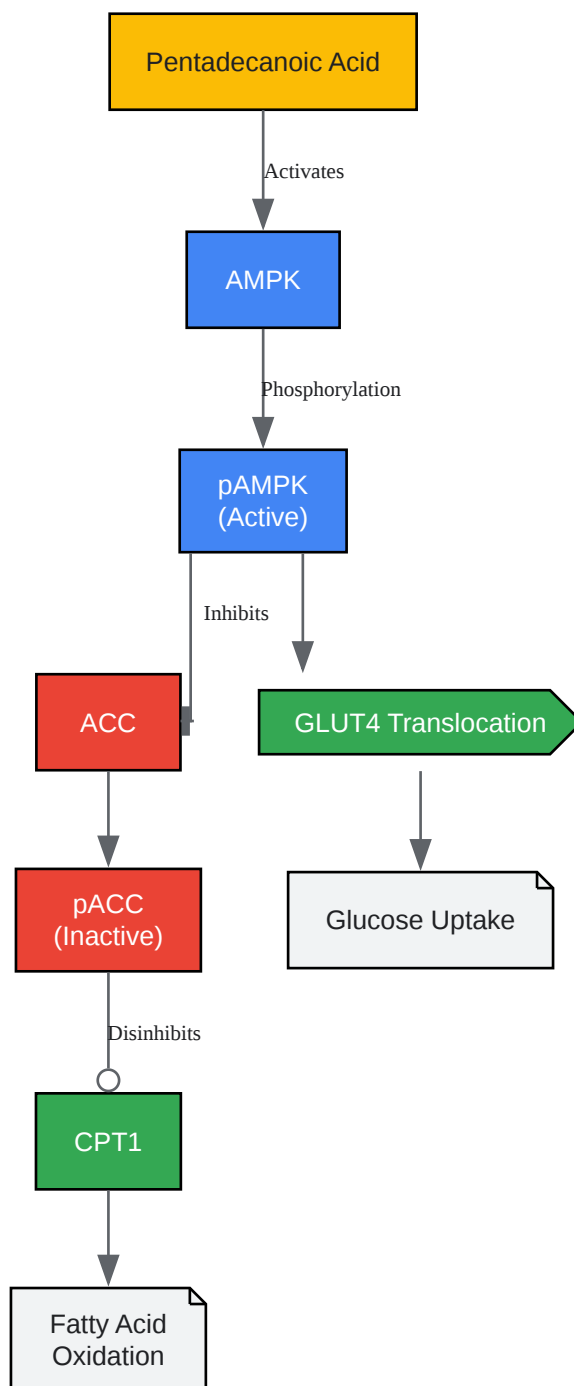 Pentadecanoic Acid
Activates
AMPK
Phosphorylation
pAMPK
(Active)
Inhibits
ACC
GLUT4 Translocation
pACC
(Inactive)
Glucose Uptake
Disinhibits
CPT1
Fatty Acid
Oxidation